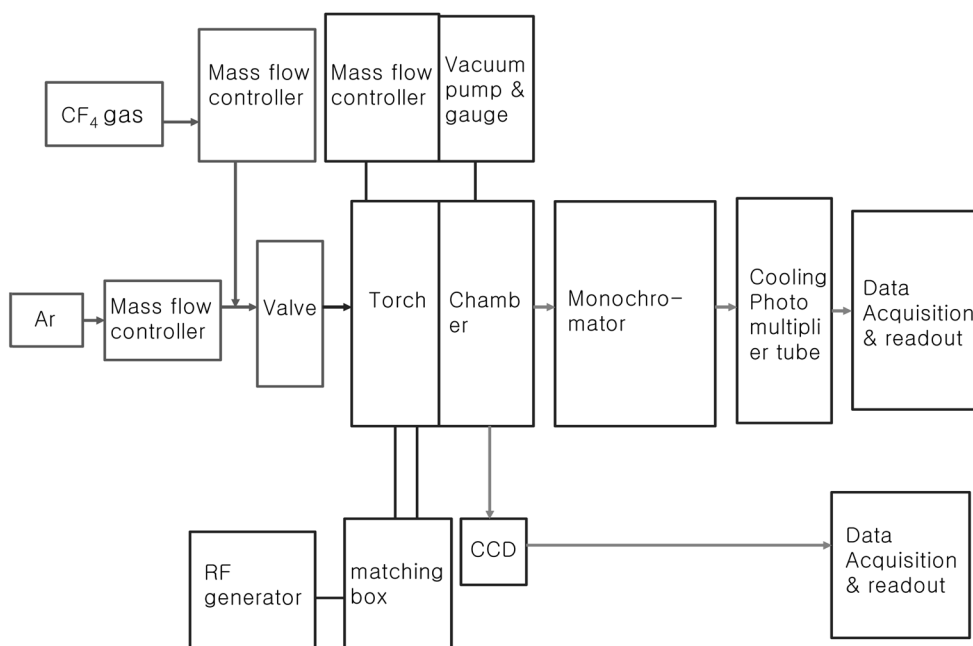 Mass flow
controller
Mass flow
controller
Vacuum
pump &
gauge
CF₄ gas
Ar
Mass flow
controller
Valve
Torch
Chamb
er
Monochro-
mator
Cooling
Photo
multipli
er tube
Data
Acquisition
& readout
RF
generator
matching
box
CCD
Data
Acquisition
& readout